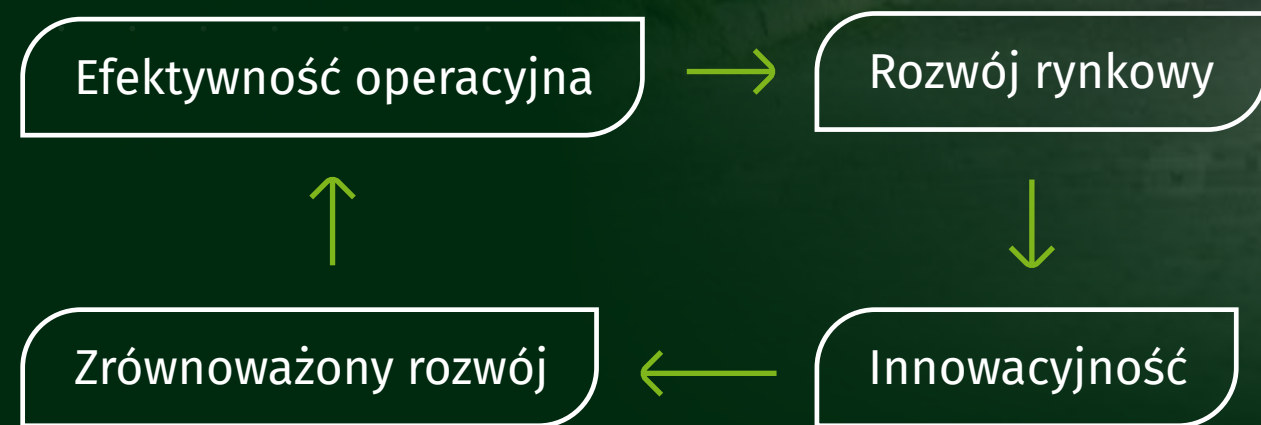 Efektywność operacyjna
Rozwój rynkowy
Zrównoważony rozwój
Innowacyjność